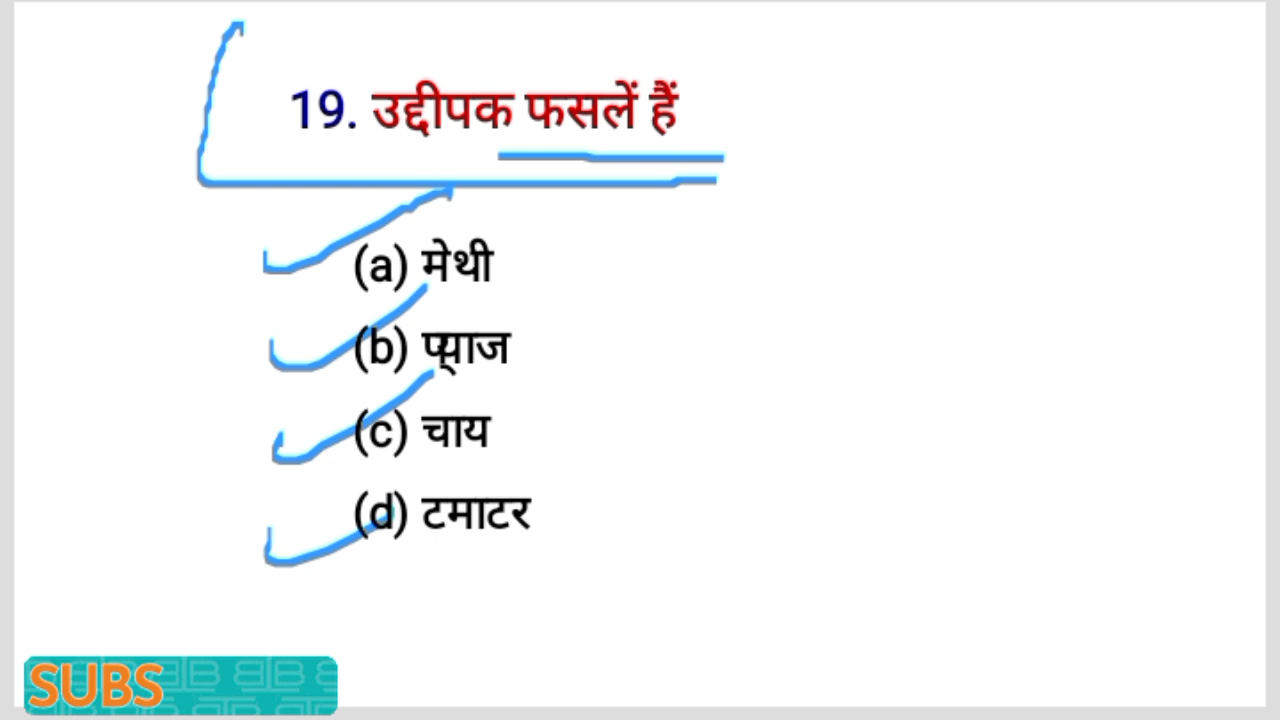 19. उद्दीपक फसलें हैं
(a) मेथी
(b) प्याज
(c) चाय
(d) टमाटर
SUBS